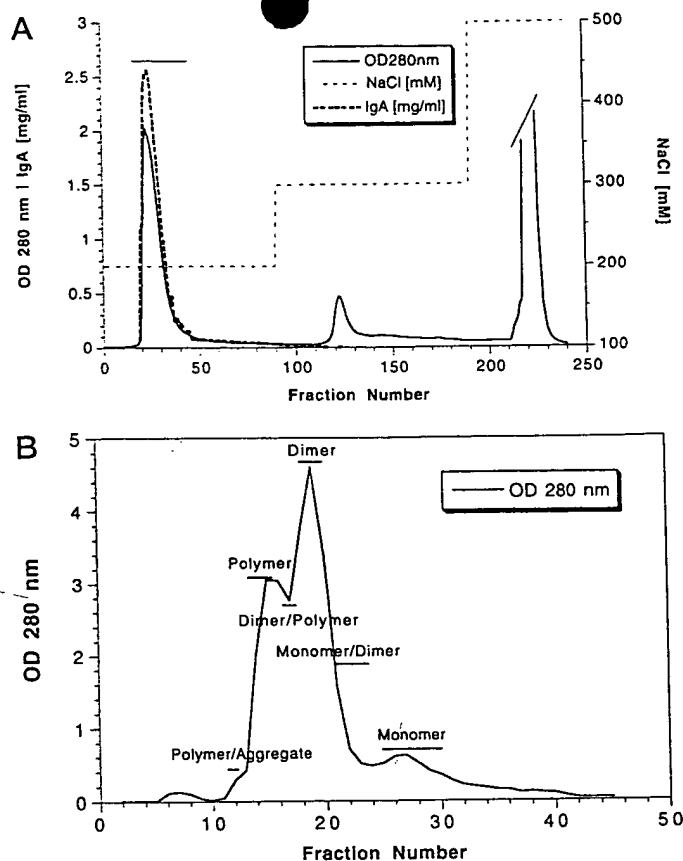 A
OD 280 nm | IgA [mg/ml]
3
2.5
2
1.5
1
0.5
0
OD280nm
NaCl [mM]
IgA [mg/ml]
500
400
300
200
100
NaCl [mM]
0
50
100
150
200
250
Fraction Number
B
OD 280 nm
5
4
3
2
1
0
OD 280 nm
Dimer
Polymer
Dimer/Polymer
Monomer/Dimer
Monomer
Polymer/Aggregate
0
10
20
30
40
50
Fraction Number